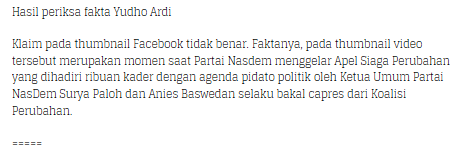 Hasil periksa fakta Yudho Ardi
Klaim pada thumbnail Facebook tidak benar. Faktanya, pada thumbnail video
tersebut merupakan momen saat Partai Nasdem menggelar Apel Siaga Perubahan
yang dihadiri ribuan kader dengan agenda pidato politik oleh Ketua Umum Partai
NasDem Surya Paloh dan Anies Baswedan selaku bakal capres dari Koalisi
Perubahan.
=====